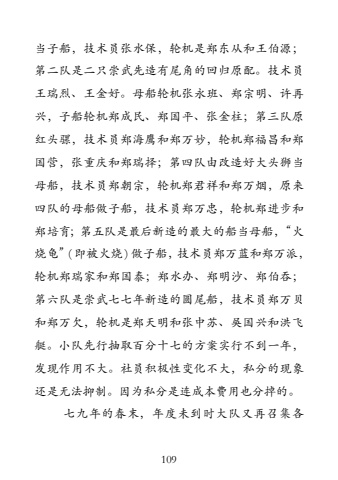 当子船，技术员张水保，轮机是郑东从和王伯源；
第二队是二只崇武先造有尾角的回归原配。技术员
王瑞烈、王金好。母船轮机张永班、郑宗明、许再
兴，子船轮机郑成民、郑国平、张金柱；第三队原
红头骡，技术员郑海鹰和郑万妙，轮机郑福昌和郑
国营，张重庆和郑瑞择；第四队由改造好大头狮当
母船，技术员郑朝宗，轮机郑君祥和郑万烟，原来
四队的母船做子船，技术员郑万忠，轮机郑进步和
郑培育；第五队是最后新造的最大的船当母船，“火
烧龟”（即被火烧）做子船，技术员郑万蓝和郑万派，
轮机郑瑞家和郑国泰；郑水办、郑明沙、郑伯吞；
第六队是崇武七七年新造的圆尾船，技术员郑万贝
和郑万欠，轮机是郑天明和张中苏、吴国兴和洪飞
艇。小队先行抽取百分十七的方案实行不到一年，
发现作用不大。社员积极性变化不大，私分的现象
还是无法抑制。因为私分是连成本费用也分掉的。
七九年的春末，年度未到时大队又再召集各
109